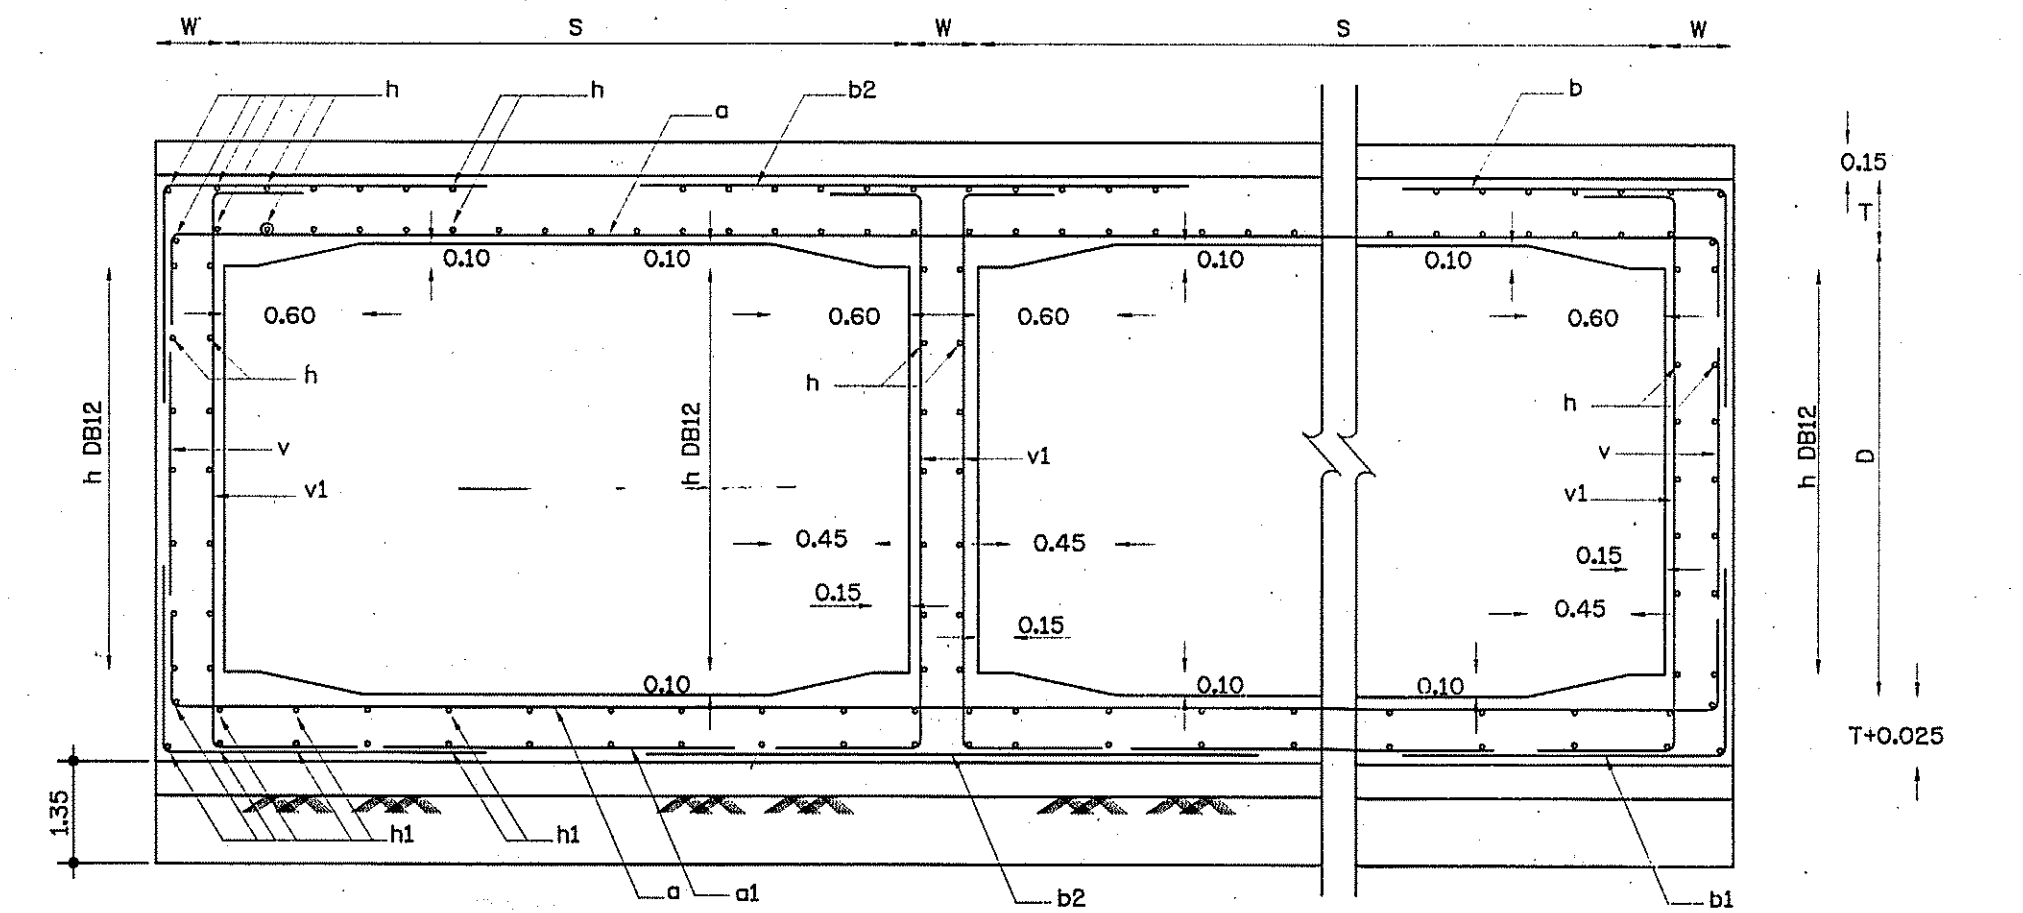 W S W S W
h h b2 b
a
0.15
T
0.10 0.10 0.10 0.10
0.60 0.60 0.60 0.60
h h h
h DB12 h DB12 h DB12 D
v v1 v
v1 v1
0.45 0.45 0.15
0.15 0.45
0.15
0.10 0.10 0.10
T+0.025
1.35
h1 h1
a a1 b2 b1